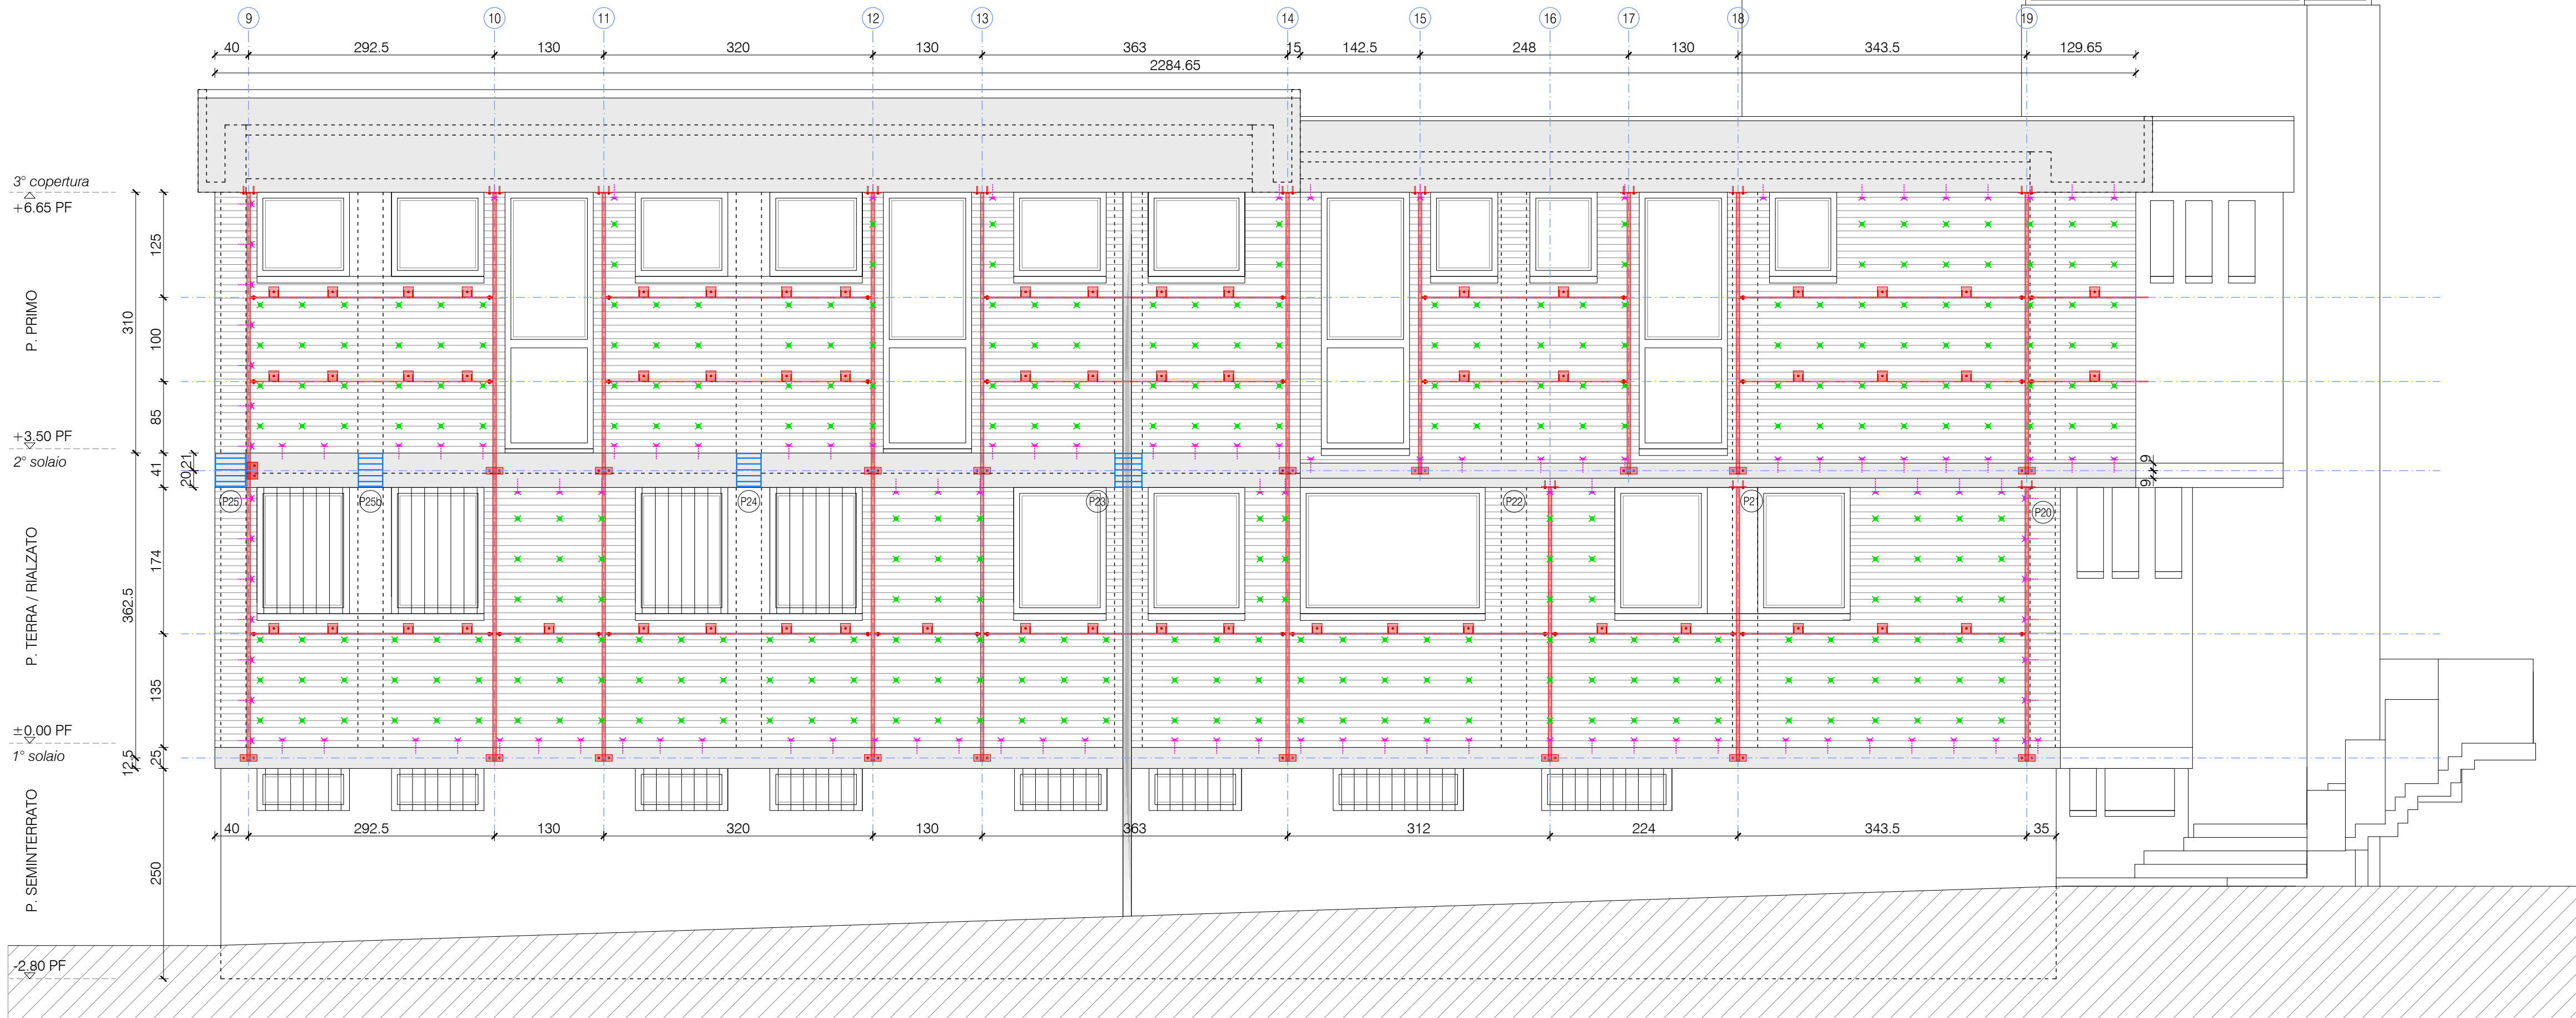 9 10 11 12 13 14 15 16 17 18 19
40 292.5 130 320 130 363 15 142.5 248 130 343.5 129.65
2284.65
3° copertura
+6.65 PF
P. PRIMO
310
125
100
85
+3.50 PF
2° solaio
20
21
41
9
9
P25 P25b P24 P23 P22 P21 P20
P. TERRA / RIALZATO
362.5
174
135
±0.00 PF
1° solaio
12.5
25
P. SEMINTERRATO
250
40 292.5 130 320 130 363 312 224 343.5 35
-2.80 PF